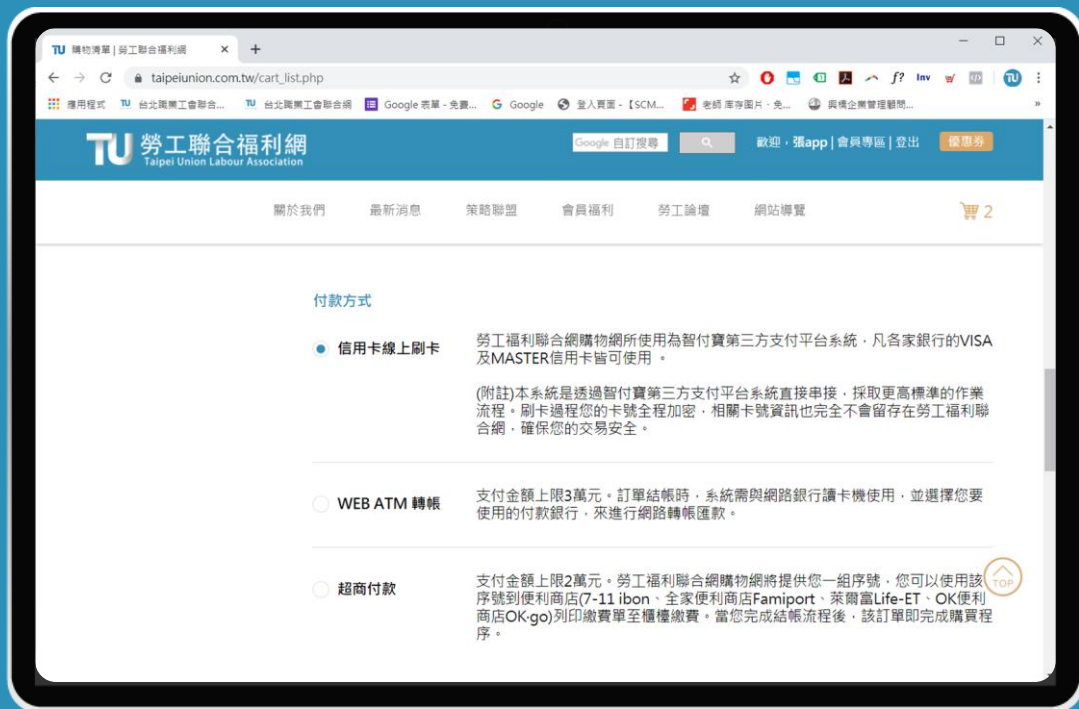 TU 購物清單 | 勞工聯合福利網 × +
taipeiunion.com.tw/cart_list.php f? Inv TU
應用程式 TU 台北職業工會聯合... TU 台北職業工會聯合網 Google 表單 - 免費... G Google 登入頁面 -【SCM... 老師 库存图片、免... 興橋企業管理顧問... »
TU 勞工聯合福利網
Taipei Union Labour Association
Google 自訂搜尋 歡迎，張app | 會員專區 | 登出 優惠券
關於我們 最新消息 策略聯盟 會員福利 勞工論壇 網站導覽 2
付款方式
信用卡線上刷卡
勞工福利聯合網購物網所使用為智付寶第三方支付平台系統，凡各家銀行的VISA
及MASTER信用卡皆可使用 。
(附註)本系統是透過智付寶第三方支付平台系統直接串接，採取更高標準的作業
流程。刷卡過程您的卡號全程加密，相關卡號資訊也完全不會留存在勞工福利聯
合網，確保您的交易安全。
WEB ATM 轉帳
支付金額上限3萬元。訂單結帳時，系統需與網路銀行讀卡機使用，並選擇您要
使用的付款銀行，來進行網路轉帳匯款。
超商付款
支付金額上限2萬元。勞工福利聯合網購物網將提供您一組序號，您可以使用該
序號到便利商店(7-11 ibon、全家便利商店Famiport、萊爾富Life-ET、OK便利
商店OK‧go)列印繳費單至櫃檯繳費。當您完成結帳流程後，該訂單即完成購買程
序。
TOP